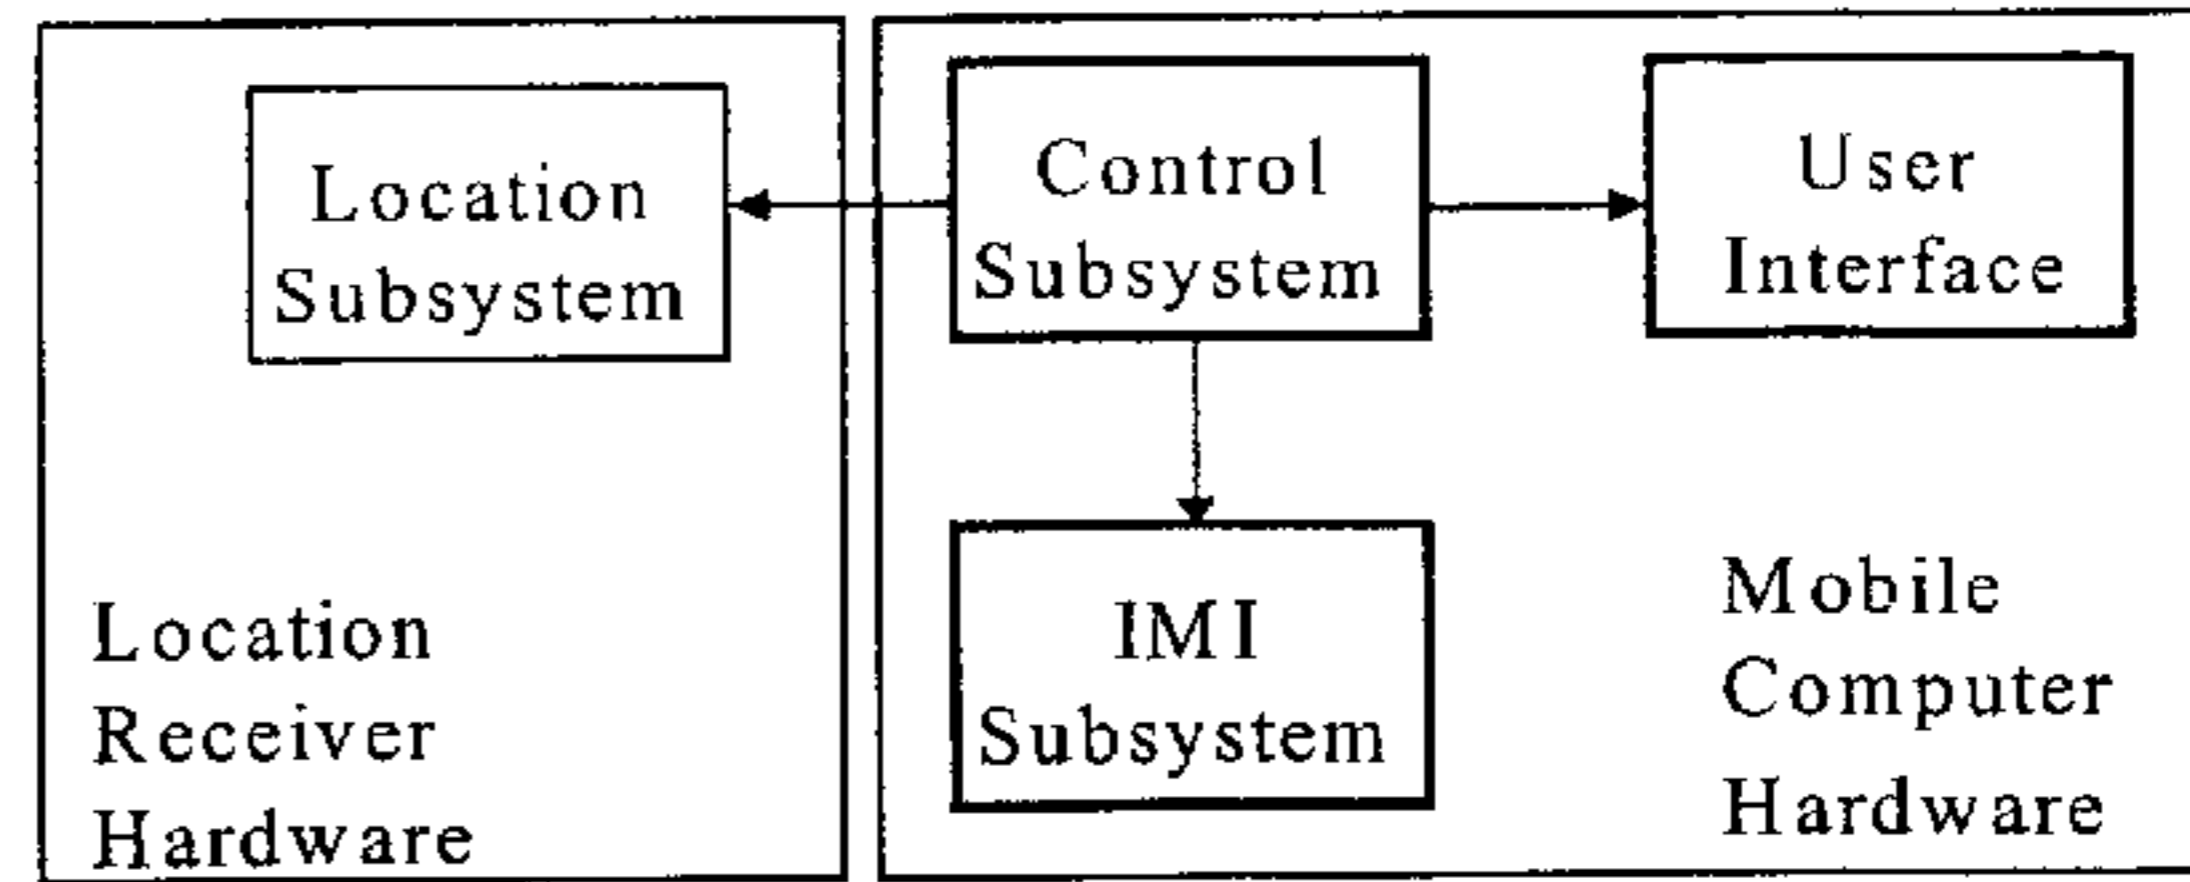 Location
Subsystem
Control
Subsystem
User
Interface
IMI
Subsystem
Location
Receiver
Hardware
Mobile
Computer
Hardware